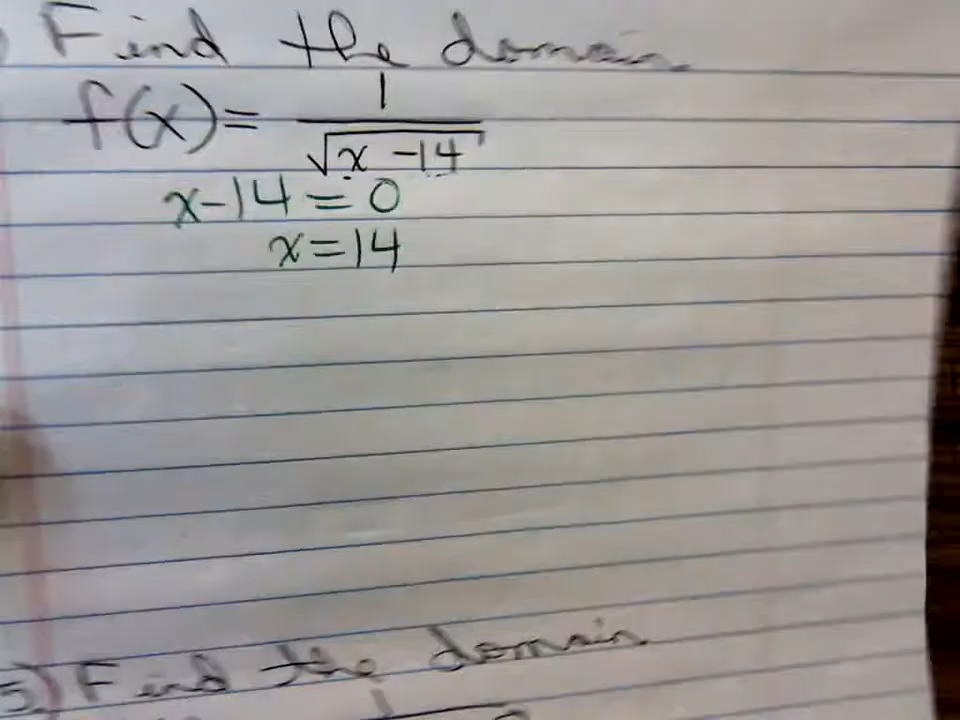 Find the domain
f(x)= 1/√x-14
x-14=0
x=14
5.) Find the domain